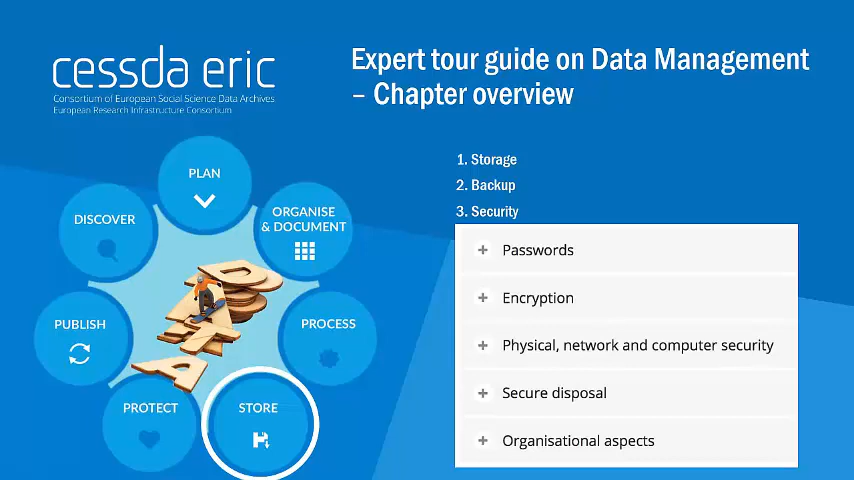 cessda eric
Consortium of European Social Science Data Archives
European Research Infrastructure Consortium
Expert tour guide on Data Management
– Chapter overview
PLAN
DISCOVER
ORGANISE
& DOCUMENT
PUBLISH
PROCESS
PROTECT
STORE
DATA
1. Storage
2. Backup
3. Security
Passwords
Encryption
Physical, network and computer security
Secure disposal
Organisational aspects